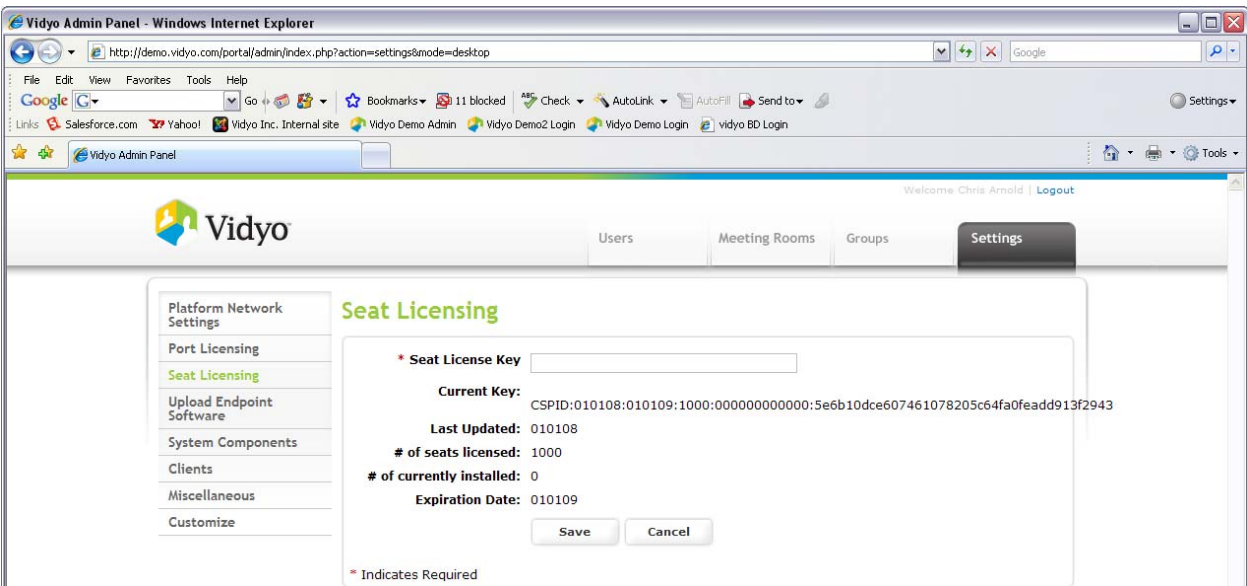 Vidyo Admin Panel - Windows Internet Explorer
http://demo.vidyo.com/portal/admin/index.php?action=settings&mode=desktop
Google
File Edit View Favorites Tools Help
Google G Go Bookmarks 11 blocked ABC Check AutoLink AutoFill Send to Settings
Links Salesforce.com Yahoo! Vidyo Inc. Internal site Vidyo Demo Admin Vidyo Demo2 Login Vidyo Demo Login vidyo BD Login
Vidyo Admin Panel Tools
Welcome Chris Arnold | Logout
Vidyo
Users Meeting Rooms Groups Settings
Platform Network
Settings
Port Licensing
Seat Licensing
Upload Endpoint
Software
System Components
Clients
Miscellaneous
Customize
Seat Licensing
* Seat License Key
Current Key:
CSPID:010108:010109:1000:000000000000:5e6b10dce607461078205c64fa0feadd913f2943
Last Updated: 010108
# of seats licensed: 1000
# of currently installed: 0
Expiration Date: 010109
Save Cancel
* Indicates Required